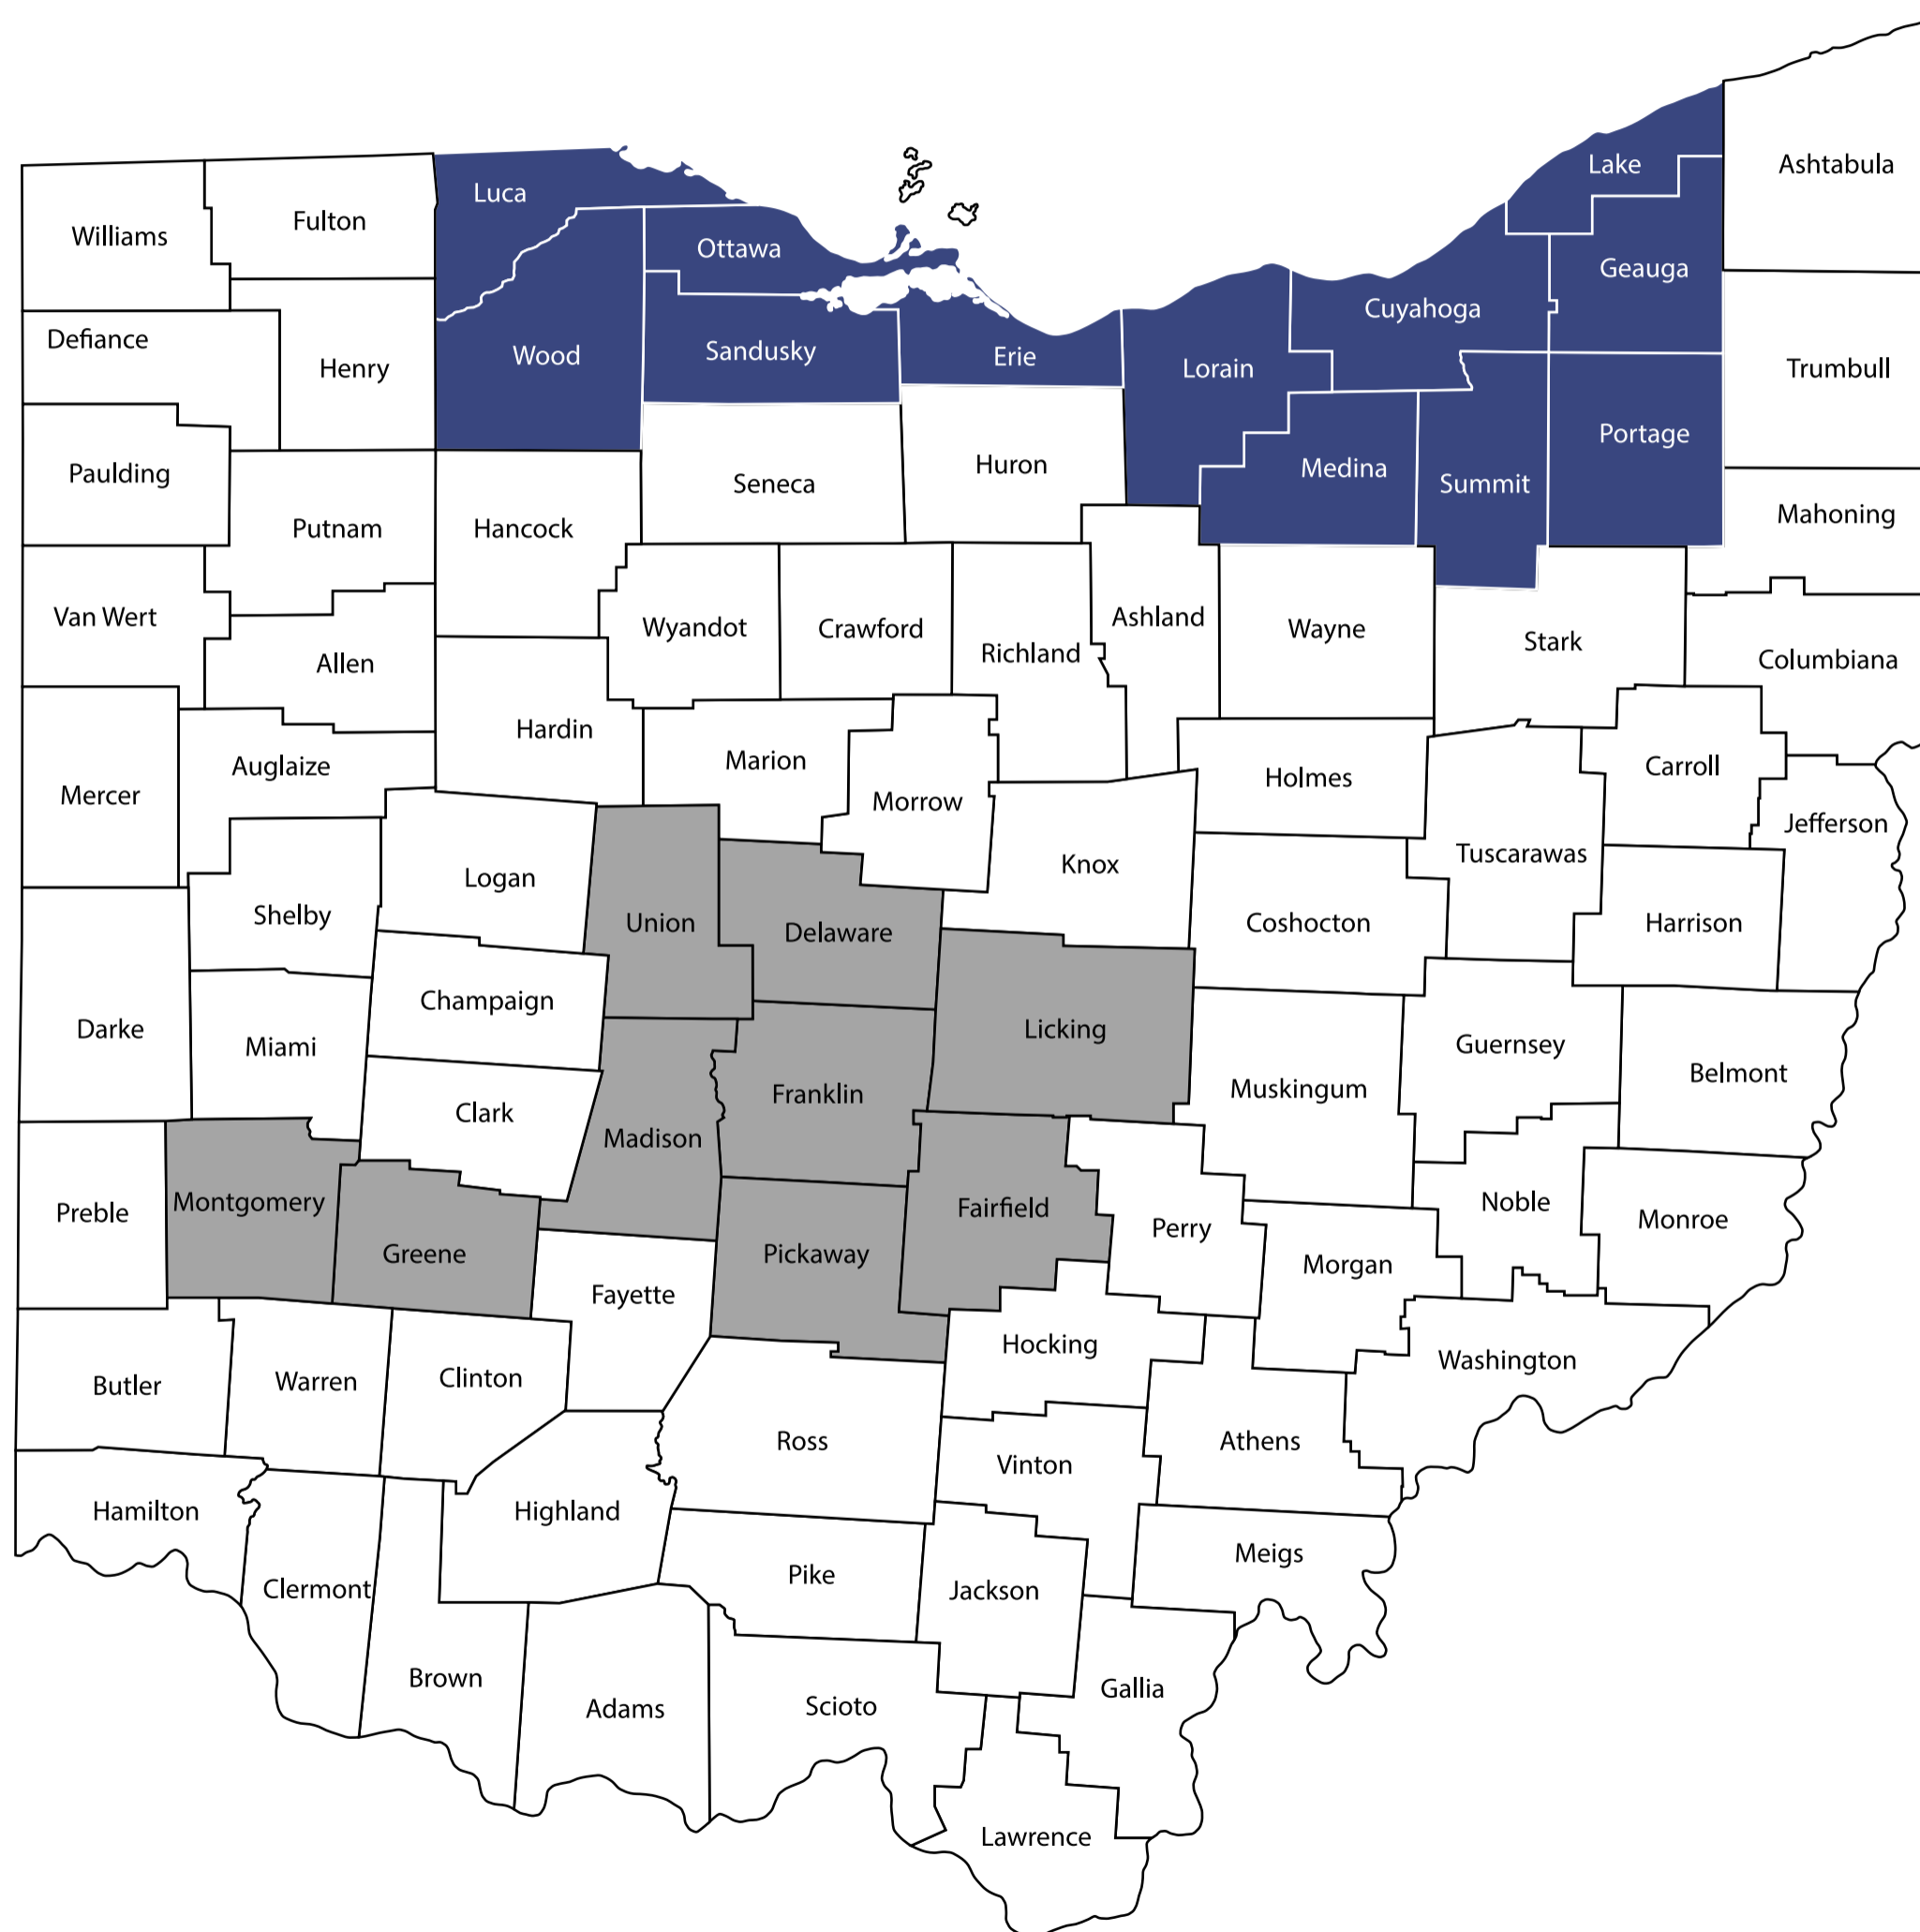 Lake
Ashtabula
Luca
Fulton
Williams
Ottawa
Geauga
Cuyahoga
Defiance
Wood
Sandusky
Erie
Henry
Lorain
Trumbull
Portage
Paulding
Huron
Medina
Seneca
Summit
Putnam
Hancock
Mahoning
Van Wert
Wyandot
Crawford
Ashland
Wayne
Stark
Richland
Allen
Columbiana
Hardin
Marion
Auglaize
Carroll
Holmes
Mercer
Morrow
Jefferson
Tuscarawas
Knox
Logan
Shelby
Union
Delaware
Coshocton
Harrison
Champaign
Darke
Licking
Miami
Guernsey
Belmont
Muskingum
Franklin
Clark
Madison
Montgomery
Preble
Fairfield
Noble
Monroe
Perry
Greene
Pickaway
Morgan
Fayette
Hocking
Washington
Butler
Warren
Clinton
Ross
Athens
Vinton
Hamilton
Highland
Meigs
Pike
Clermont
Jackson
Brown
Gallia
Adams
Scioto
Lawrence